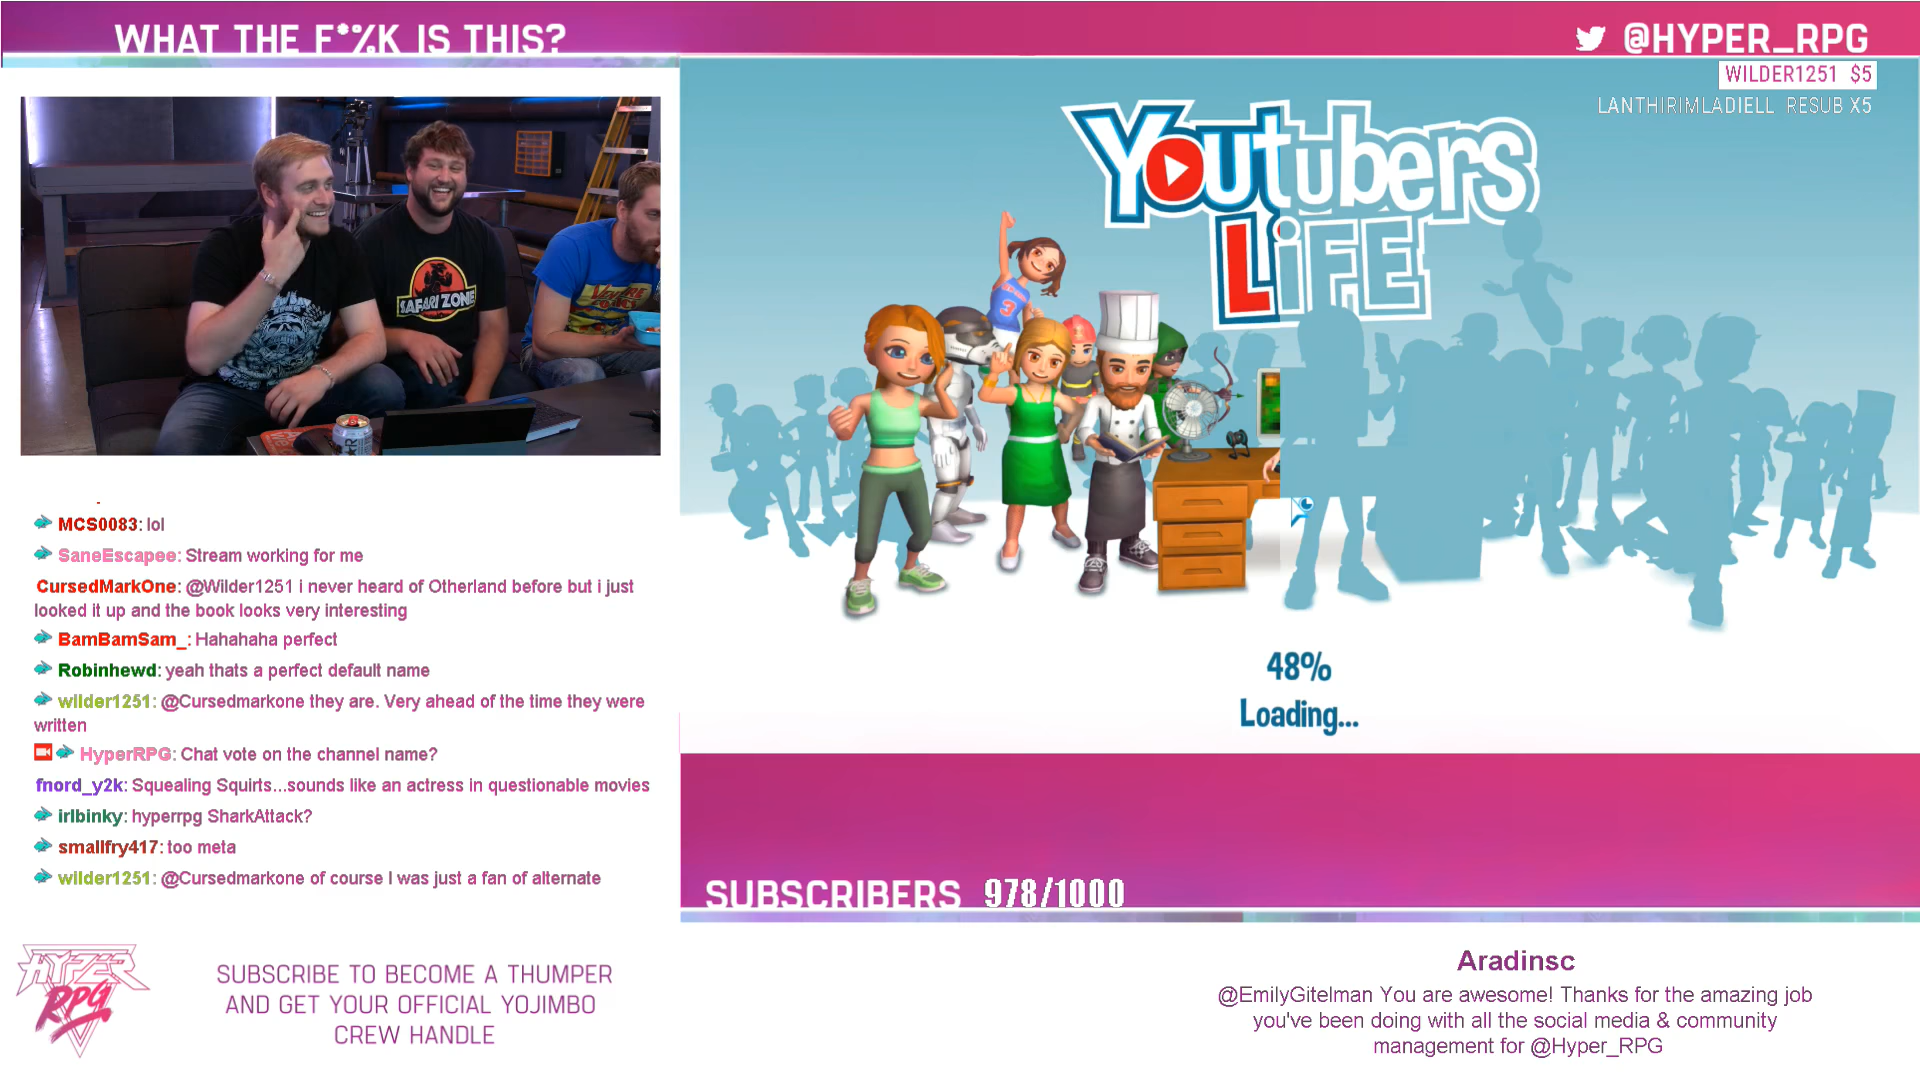 WHAT THE F*%K IS THIS?
@HYPER_RPG
WILDER1251 $5
LANTHIRIMLADIELL RESUB X5
SAFARI ZONE
Youtubers
LiFE
3
48%
Loading...
MCS0083: lol
SaneEscapee: Stream working for me
CursedMarkOne: @Wilder1251 i never heard of Otherland before but i just
looked it up and the book looks very interesting
BamBamSam_: Hahahaha perfect
Robinhewd: yeah thats a perfect default name
wilder1251: @Cursedmarkone they are. Very ahead of the time they were
written
HyperRPG: Chat vote on the channel name?
fnord_y2k: Squealing Squirts...sounds like an actress in questionable movies
irlbinky: hyperrpg SharkAttack?
smallfry417: too meta
wilder1251: @Cursedmarkone of course I was just a fan of alternate
SUBSCRIBERS 978/1000
HYPER
RPG
SUBSCRIBE TO BECOME A THUMPER
AND GET YOUR OFFICIAL YOJIMBO
CREW HANDLE
Aradinsc
@EmilyGitelman You are awesome! Thanks for the amazing job
you've been doing with all the social media & community
management for @Hyper_RPG